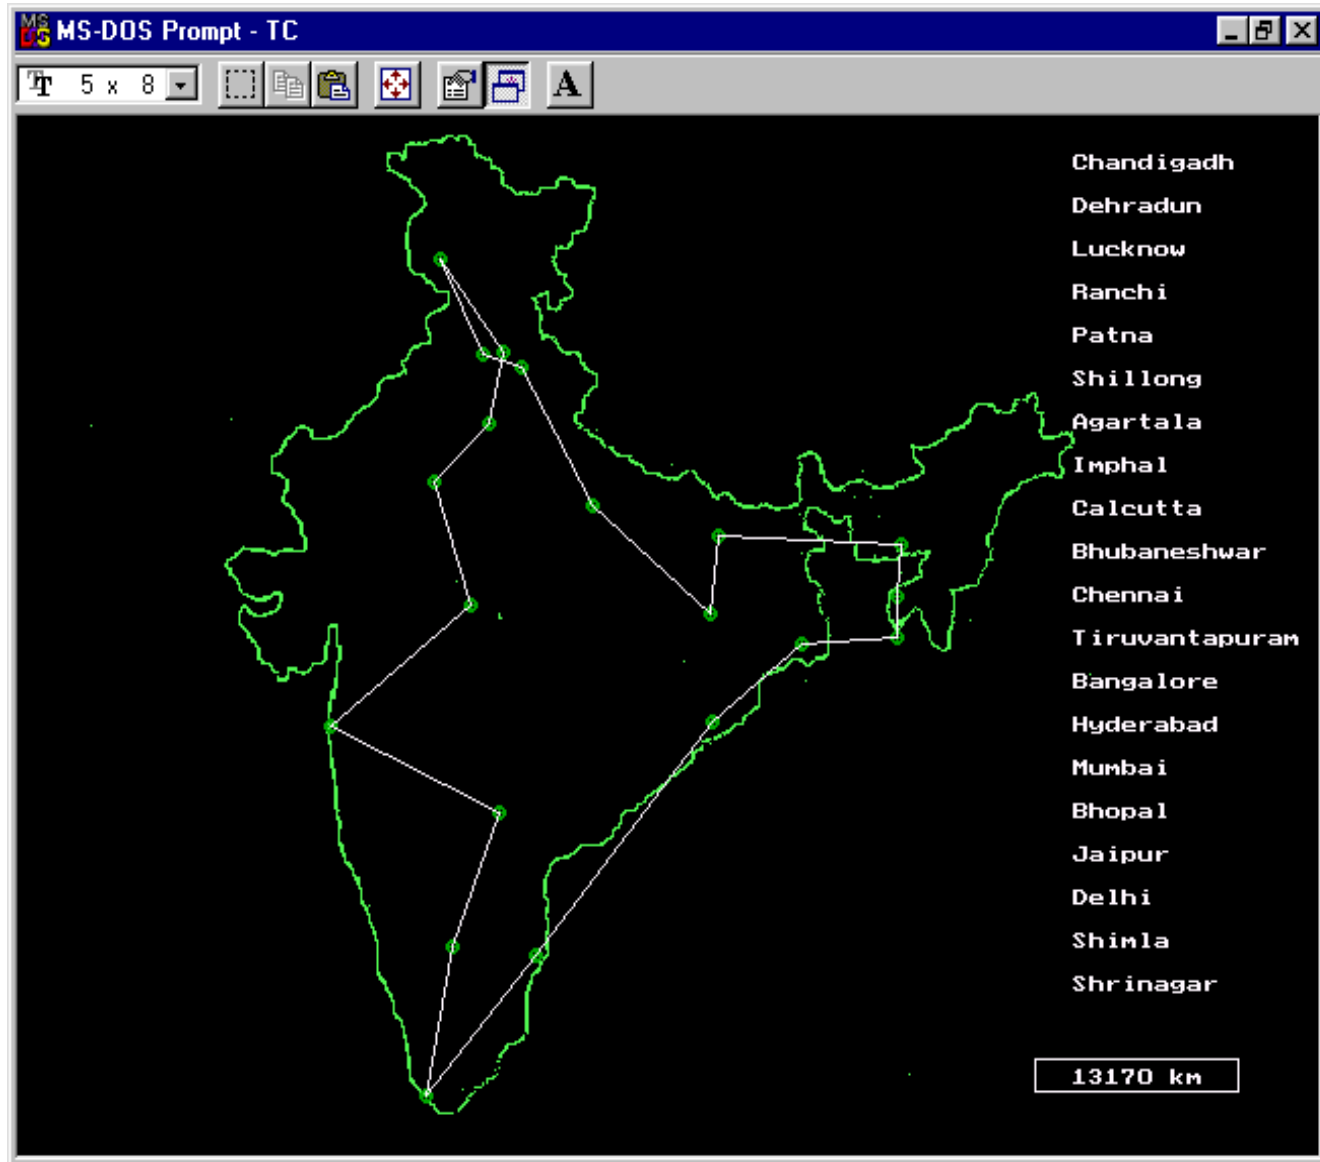 MS-DOS Prompt - TC
5 x 8
A
Chandigadh
Dehradun
Lucknow
Ranchi
Patna
Shillong
Agartala
Imphal
Calcutta
Bhubaneshwar
Chennai
Tiruvantapuram
Bangalore
Hyderabad
Mumbai
Bhopal
Jaipur
Delhi
Shimla
Shrinagar
13170 km